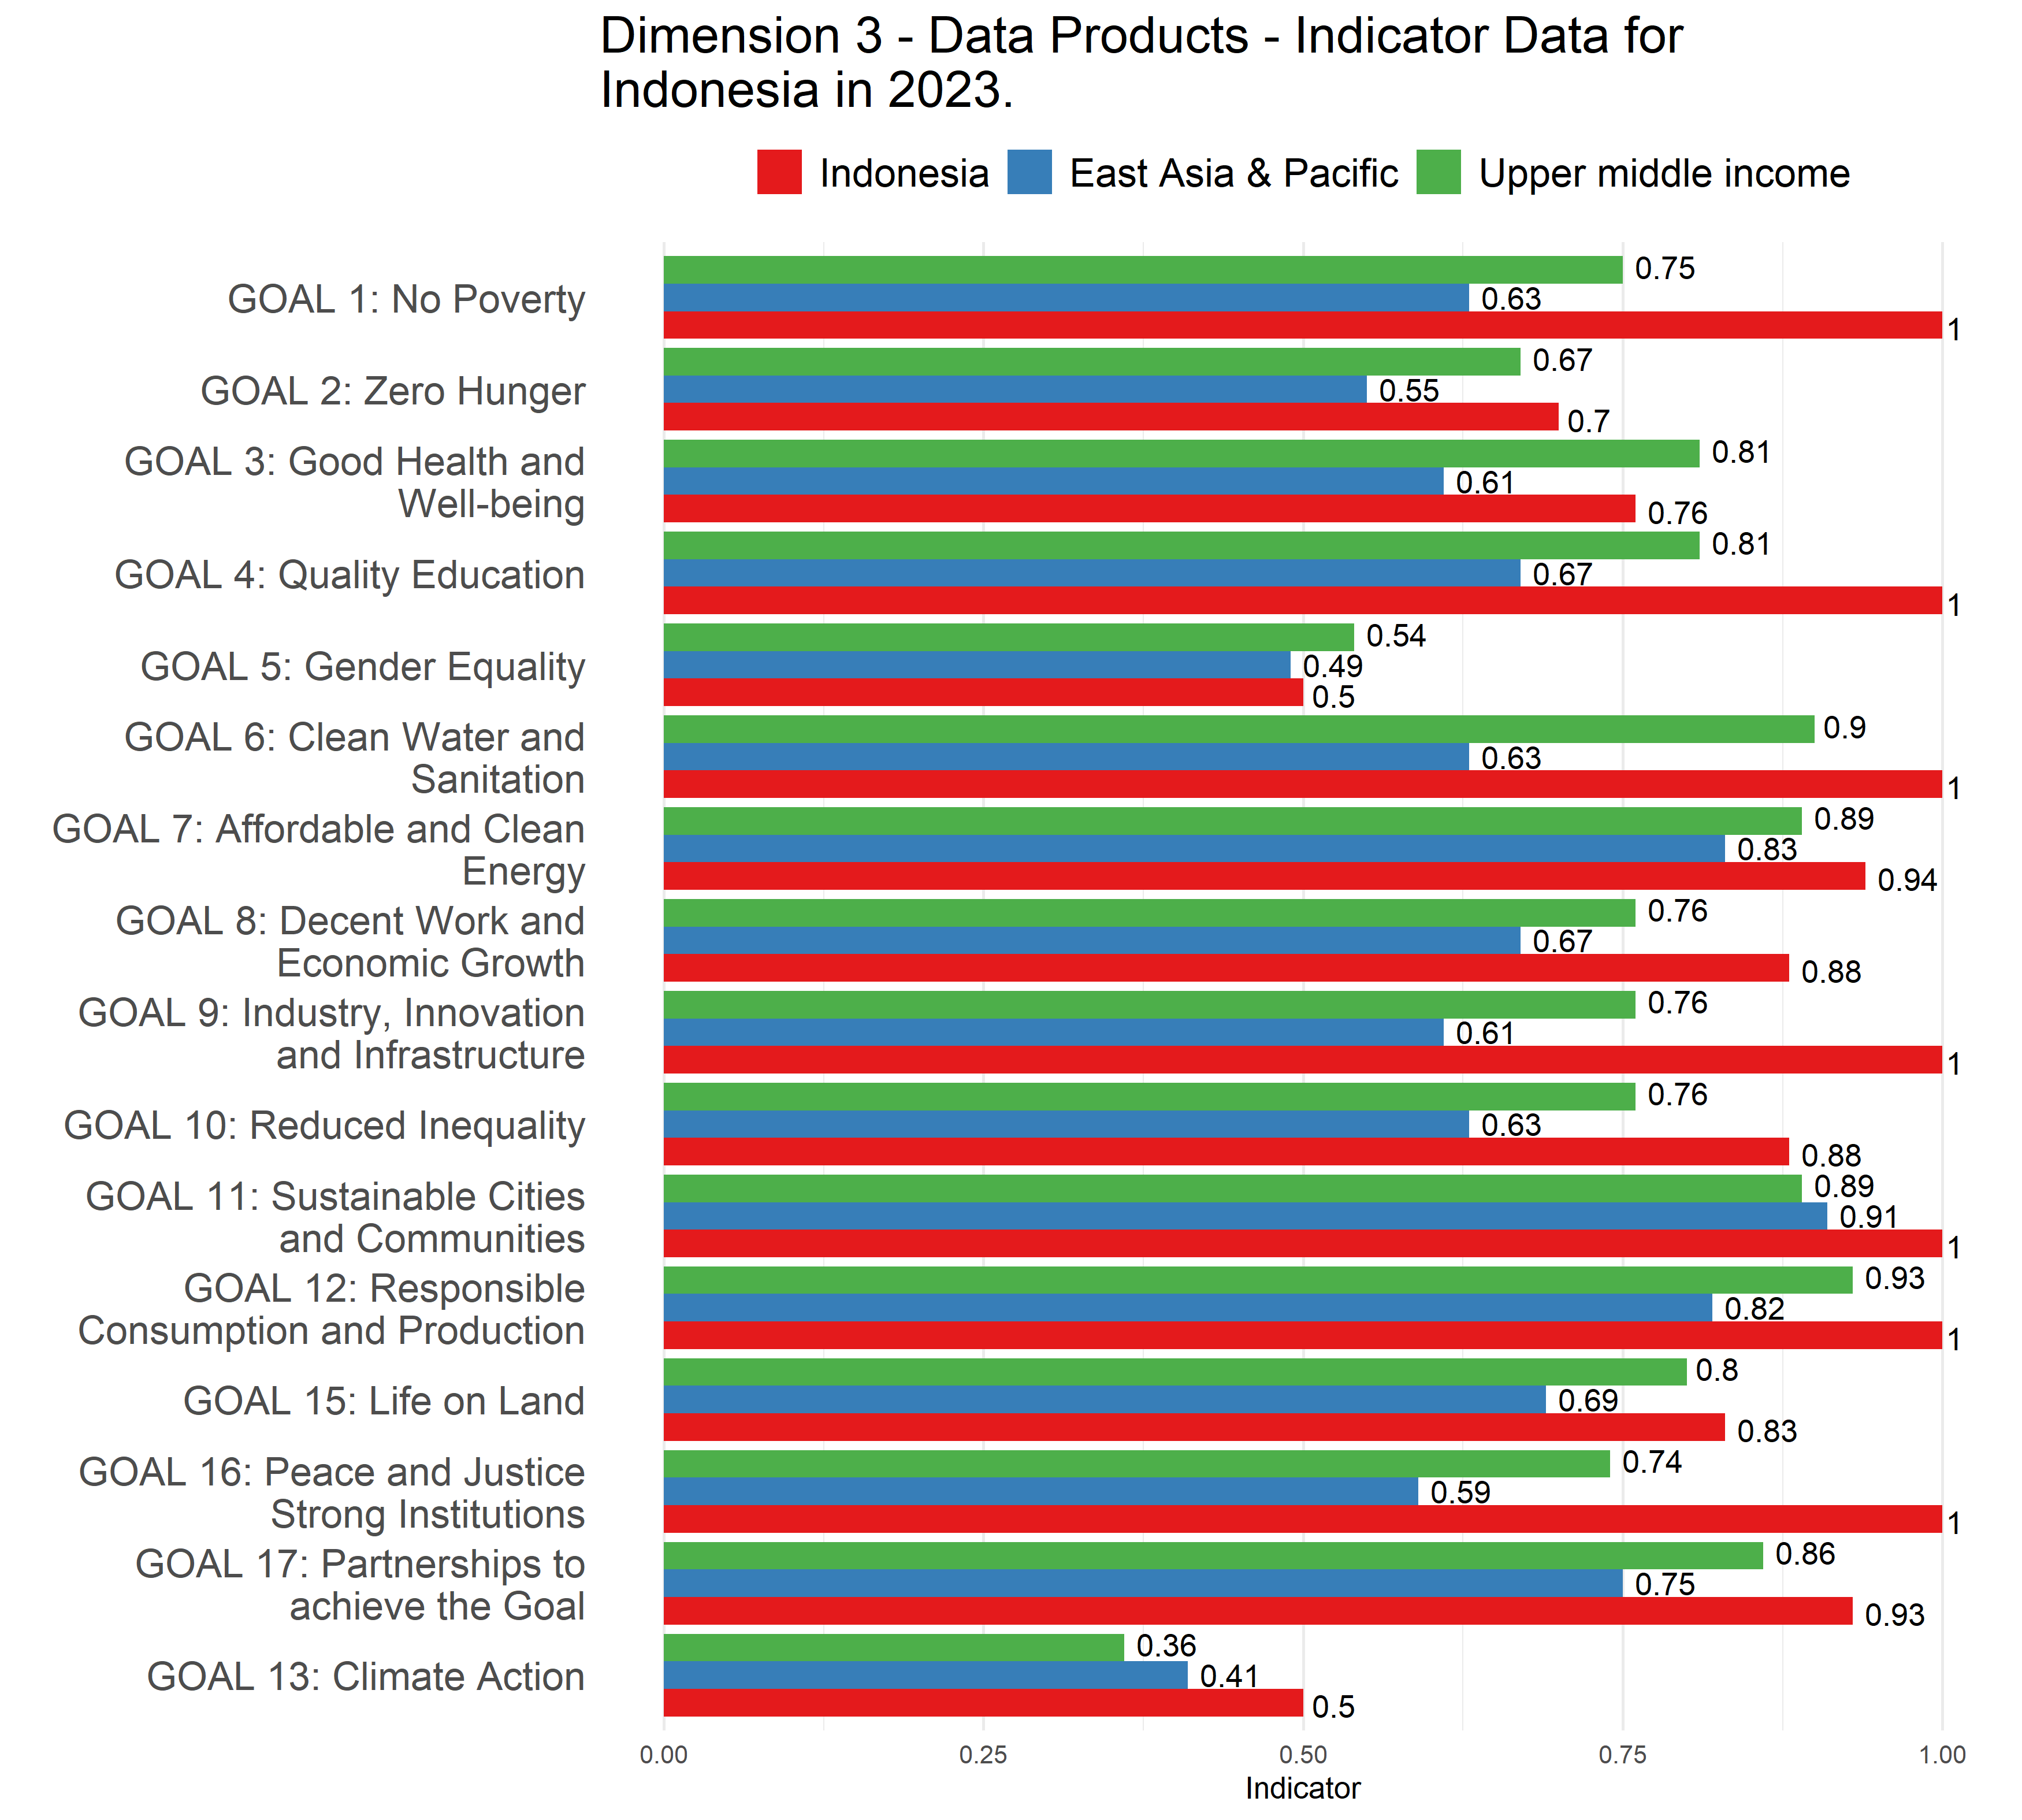 Dimension 3 - Data Products - Indicator Data for
Indonesia in 2023.
Indonesia
East Asia & Pacific
Upper middle income
GOAL 1: No Poverty
0.75
0.63
1
GOAL 2: Zero Hunger
0.67
0.55
0.7
GOAL 3: Good Health and
Well-being
0.81
0.61
0.76
GOAL 4: Quality Education
0.81
0.67
1
GOAL 5: Gender Equality
0.54
0.49
0.5
GOAL 6: Clean Water and
Sanitation
0.9
0.63
1
GOAL 7: Affordable and Clean
Energy
0.89
0.83
0.94
GOAL 8: Decent Work and
Economic Growth
0.76
0.67
0.88
GOAL 9: Industry, Innovation
and Infrastructure
0.76
0.61
1
GOAL 10: Reduced Inequality
0.76
0.63
0.88
GOAL 11: Sustainable Cities
and Communities
0.89
0.91
1
GOAL 12: Responsible
Consumption and Production
0.93
0.82
1
GOAL 15: Life on Land
0.8
0.69
0.83
GOAL 16: Peace and Justice
Strong Institutions
0.74
0.59
1
GOAL 17: Partnerships to
achieve the Goal
0.86
0.75
0.93
GOAL 13: Climate Action
0.36
0.41
0.5
0.00
0.25
0.50
0.75
1.00
Indicator